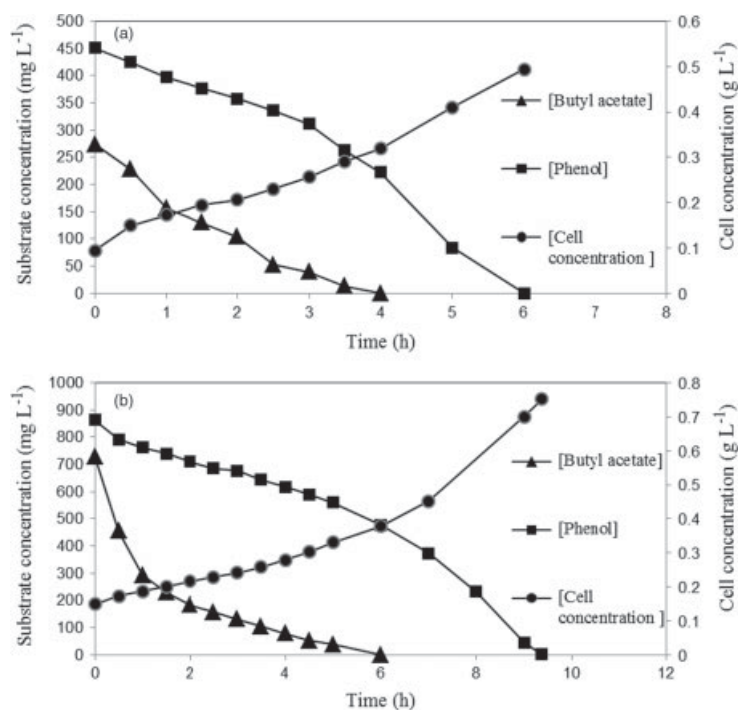 (a)
Substrate concentration (mg L⁻¹)
500
450
400
350
300
250
200
150
100
50
0
0.6
0.5
0.4
0.3
0.2
0.1
0
Cell concentration (g L⁻¹)
[Butyl acetate]
[Phenol]
[Cell
concentration ]
0 1 2 3 4 5 6 7 8
Time (h)
(b)
Substrate concentration (mg L⁻¹)
1000
900
800
700
600
500
400
300
200
100
0
0.8
0.7
0.6
0.5
0.4
0.3
0.2
0.1
0
Cell concentration (g L⁻¹)
[Butyl acetate]
[Phenol]
[Cell
concentration ]
0 2 4 6 8 10 12
Time (h)